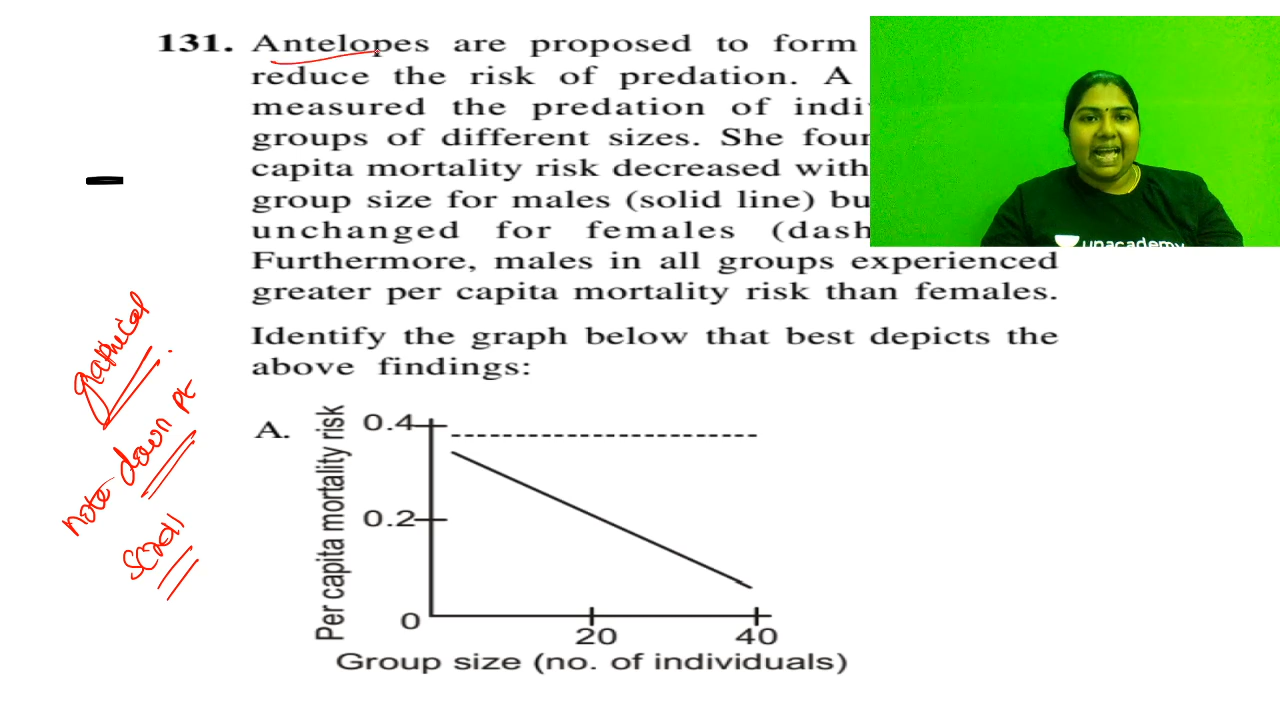 131. Antelopes are proposed to form
reduce the risk of predation. A
measured the predation of indi
groups of different sizes. She foun
capita mortality risk decreased with
group size for males (solid line) bu
unchanged for females (dash
Furthermore, males in all groups experienced
greater per capita mortality risk than females.
Identify the graph below that best depicts the
above findings:
A.
Per capita mortality risk
0.4
0.2
0
20
40
Group size (no. of individuals)
graphical
note down pt
scroll
unacademy